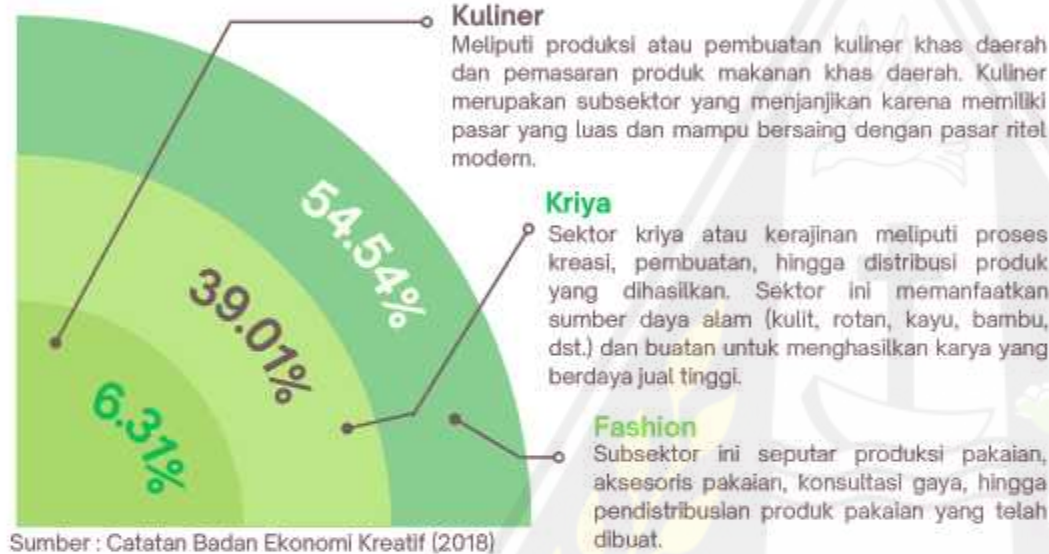 Kuliner
Meliputi produksi atau pembuatan kuliner khas daerah
dan pemasaran produk makanan khas daerah. Kuliner
merupakan subsektor yang menjanjikan karena memiliki
pasar yang luas dan mampu bersaing dengan pasar ritel
modern.
Kriya
Sektor kriya atau kerajinan meliputi proses
kreasi, pembuatan, hingga distribusi produk
yang dihasilkan. Sektor ini memanfaatkan
sumber daya alam (kulit, rotan, kayu, bambu,
dst.) dan buatan untuk menghasilkan karya yang
berdaya jual tinggi.
Fashion
Subsektor ini seputar produksi pakaian,
aksesoris pakaian, konsultasi gaya, hingga
pendistribusian produk pakaian yang telah
dibuat.
54.54%
39.01%
6.31%
Sumber : Catatan Badan Ekonomi Kreatif (2018)